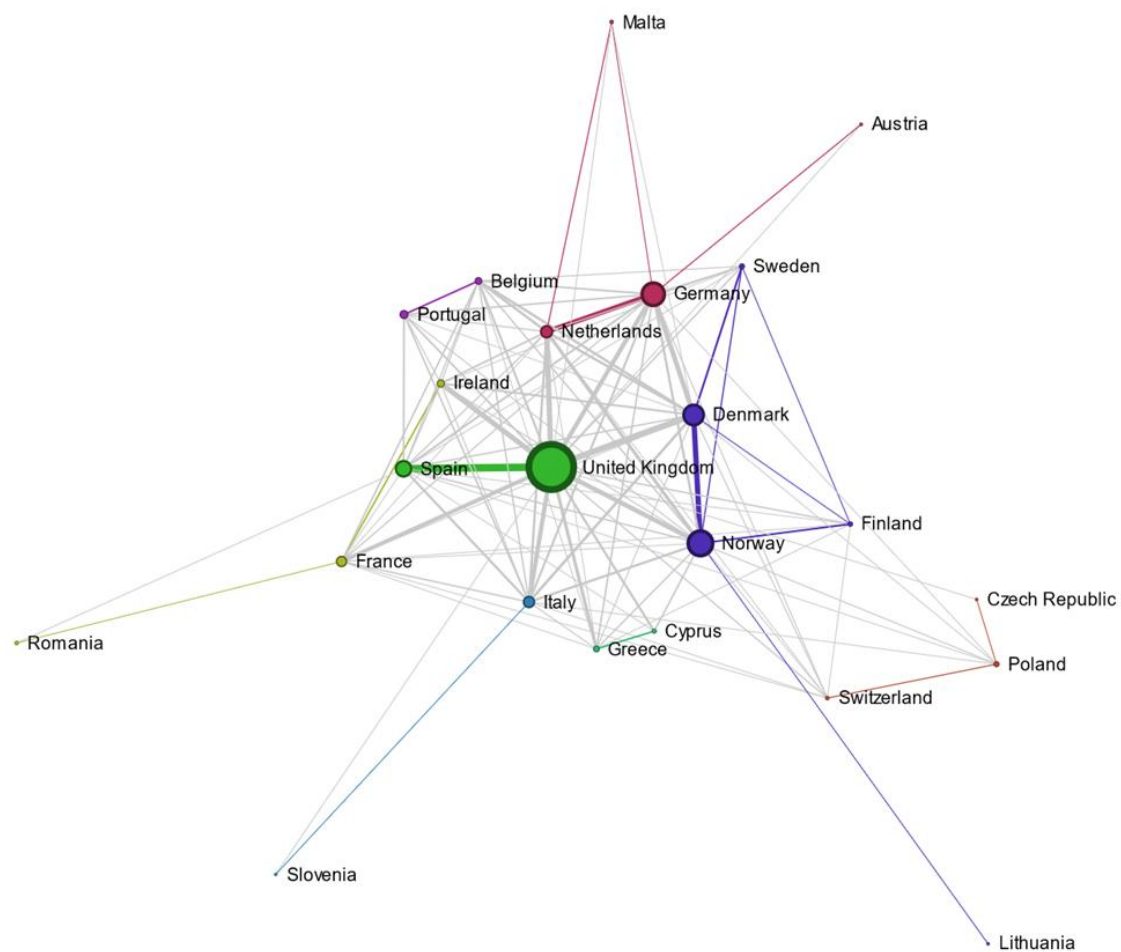 Malta
Austria
Sweden
Belgium
Germany
Portugal
Netherlands
Ireland
Denmark
Spain
United Kingdom
Finland
Norway
France
Czech Republic
Italy
Cyprus
Romania
Greece
Poland
Switzerland
Slovenia
Lithuania